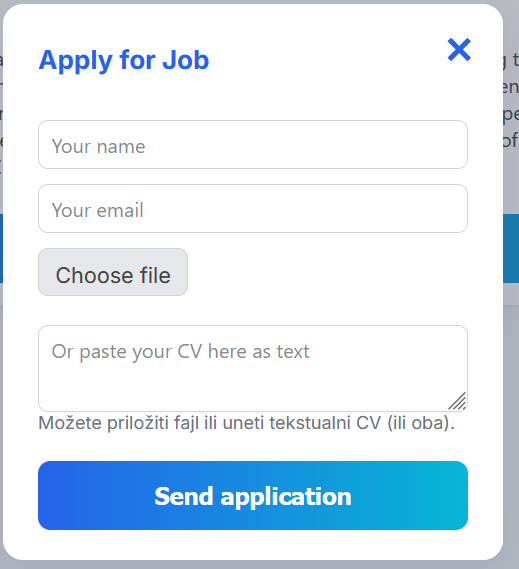 Apply for Job
Your name
Your email
Choose file
Or paste your CV here as text
Možete priložiti fajl ili uneti tekstualni CV (ili oba).
Send application